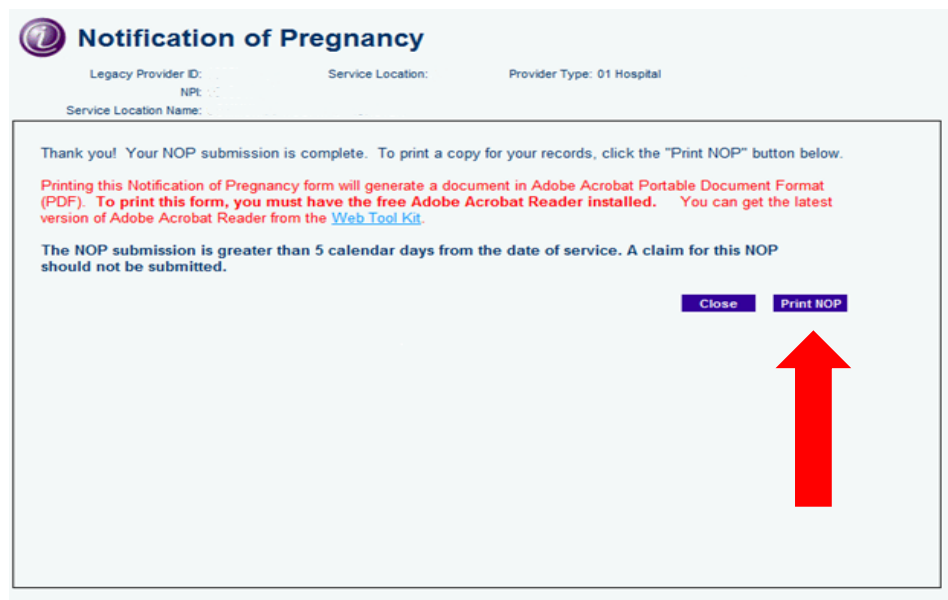 Notification of Pregnancy
Legacy Provider ID: Service Location: Provider Type: 01 Hospital
NPI:
Service Location Name:
Thank you! Your NOP submission is complete. To print a copy for your records, click the "Print NOP" button below.
Printing this Notification of Pregnancy form will generate a document in Adobe Acrobat Portable Document Format
(PDF). To print this form, you must have the free Adobe Acrobat Reader installed. You can get the latest
version of Adobe Acrobat Reader from the Web Tool Kit.
The NOP submission is greater than 5 calendar days from the date of service. A claim for this NOP
should not be submitted.
Close Print NOP